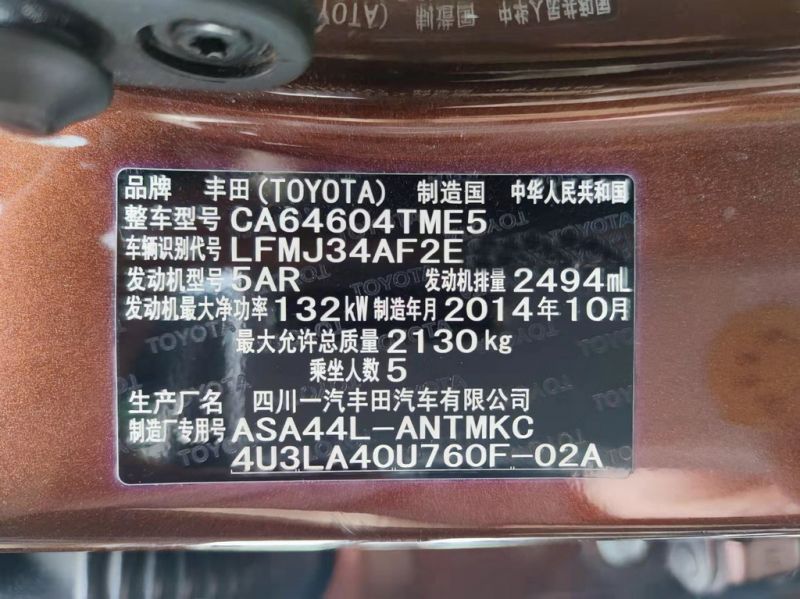 品牌 丰田(TOYOTA) 制造国 中华人民共和国
整车型号 CA64604TME5
车辆识别代号 LFMJ34AF2E
发动机型号 5AR 发动机排量 2494mL
发动机最大净功率 132kW 制造年月 2014年10月
最大允许总质量 2130kg
乘坐人数 5
生产厂名 四川一汽丰田汽车有限公司
制造厂专用号 ASA44L-ANTMKC
4U3LA40U760F-02A